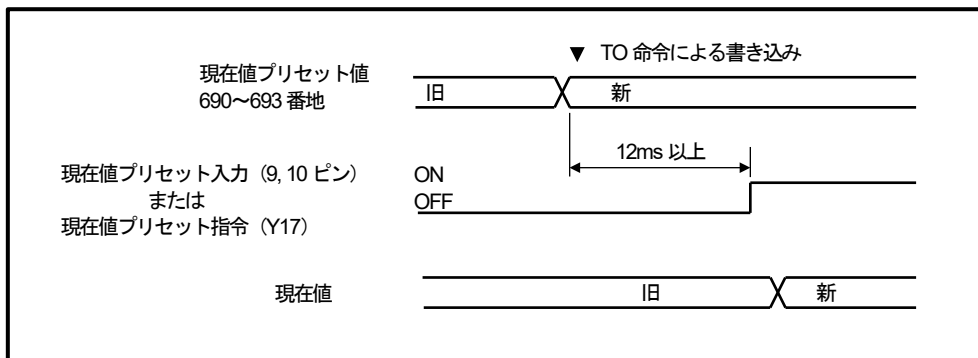 ▼ TO 命令による書き込み
現在値プリセット値
690～693 番地
旧 新
12ms 以上
現在値プリセット入力（9, 10 ピン）
または
現在値プリセット指令（Y17）
ON
OFF
現在値
旧 新